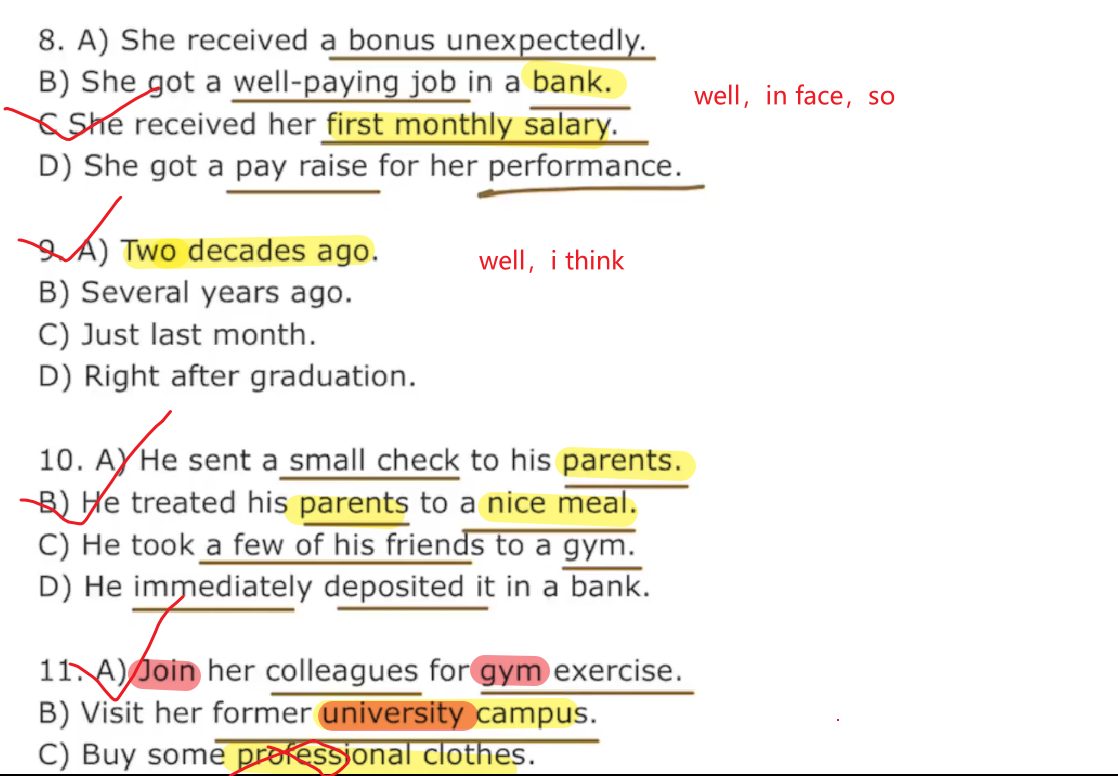 8. A) She received a bonus unexpectedly.
B) She got a well-paying job in a bank.
well，in face，so
C She received her first monthly salary.
D) She got a pay raise for her performance.
9. A) Two decades ago.
well，i think
B) Several years ago.
C) Just last month.
D) Right after graduation.
10. A) He sent a small check to his parents.
B) He treated his parents to a nice meal.
C) He took a few of his friends to a gym.
D) He immediately deposited it in a bank.
11. A) Join her colleagues for gym exercise.
B) Visit her former university campus.
C) Buy some professional clothes.